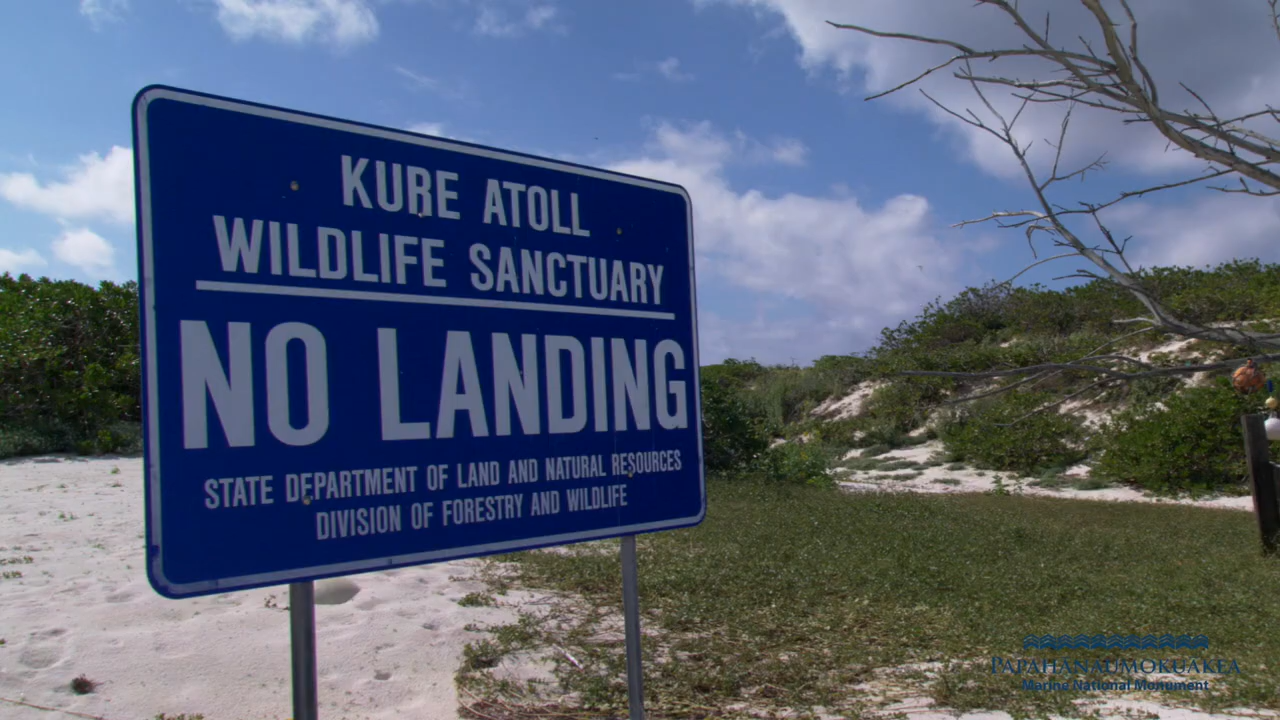 KURE ATOLL
WILDLIFE SANCTUARY
NO LANDING
STATE DEPARTMENT OF LAND AND NATURAL RESOURCES
DIVISION OF FORESTRY AND WILDLIFE
PAPAHĀNAUMOKUĀKEA
Marine National Monument